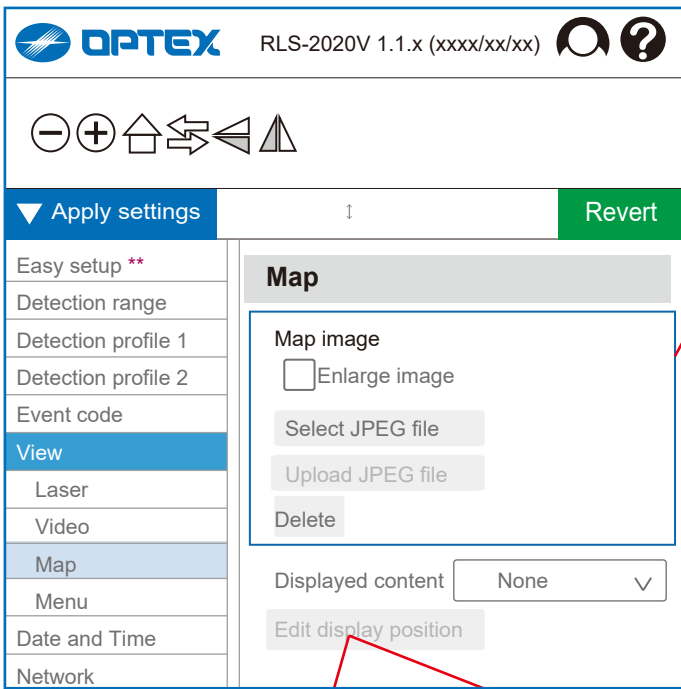 OPTEX RLS-2020V 1.1.x (xxxx/xx/xx)
Apply settings Revert
Easy setup **
Detection range
Detection profile 1
Detection profile 2
Event code
View
Laser
Video
Map
Menu
Date and Time
Network
Map
Map image
Enlarge image
Select JPEG file
Upload JPEG file
Delete
Displayed content None
Edit display position